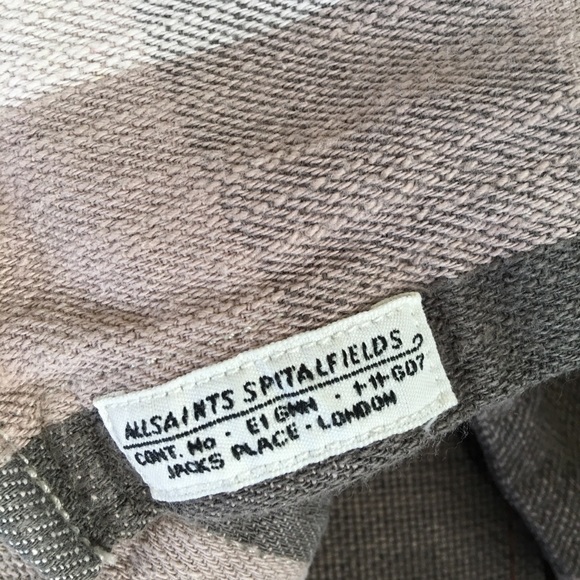 ALLSAINTS SPITALFIELDS
CONT. No · E1 6NN · 1-11-G07
JACKS PLACE · LONDON